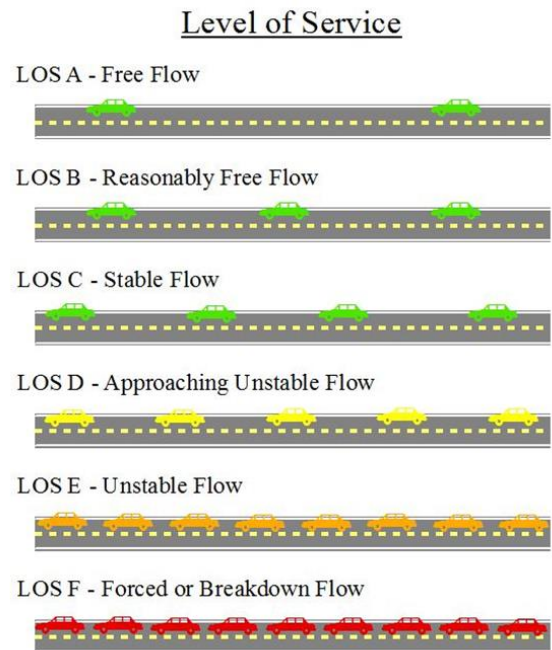 Level of Service
LOS A - Free Flow
LOS B - Reasonably Free Flow
LOS C - Stable Flow
LOS D - Approaching Unstable Flow
LOS E - Unstable Flow
LOS F - Forced or Breakdown Flow